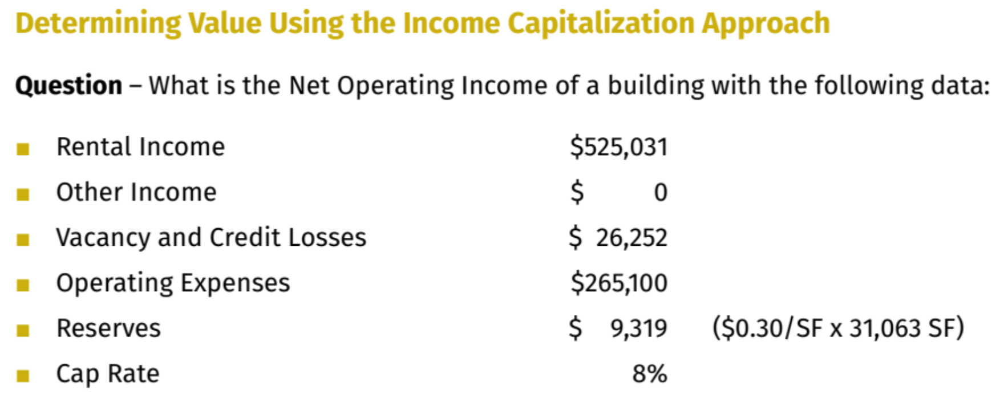 Determining Value Using the Income Capitalization Approach
Question – What is the Net Operating Income of a building with the following data:
Rental Income $525,031
Other Income $ 0
Vacancy and Credit Losses $ 26,252
Operating Expenses $265,100
Reserves $ 9,319 ($0.30/SF x 31,063 SF)
Cap Rate 8%